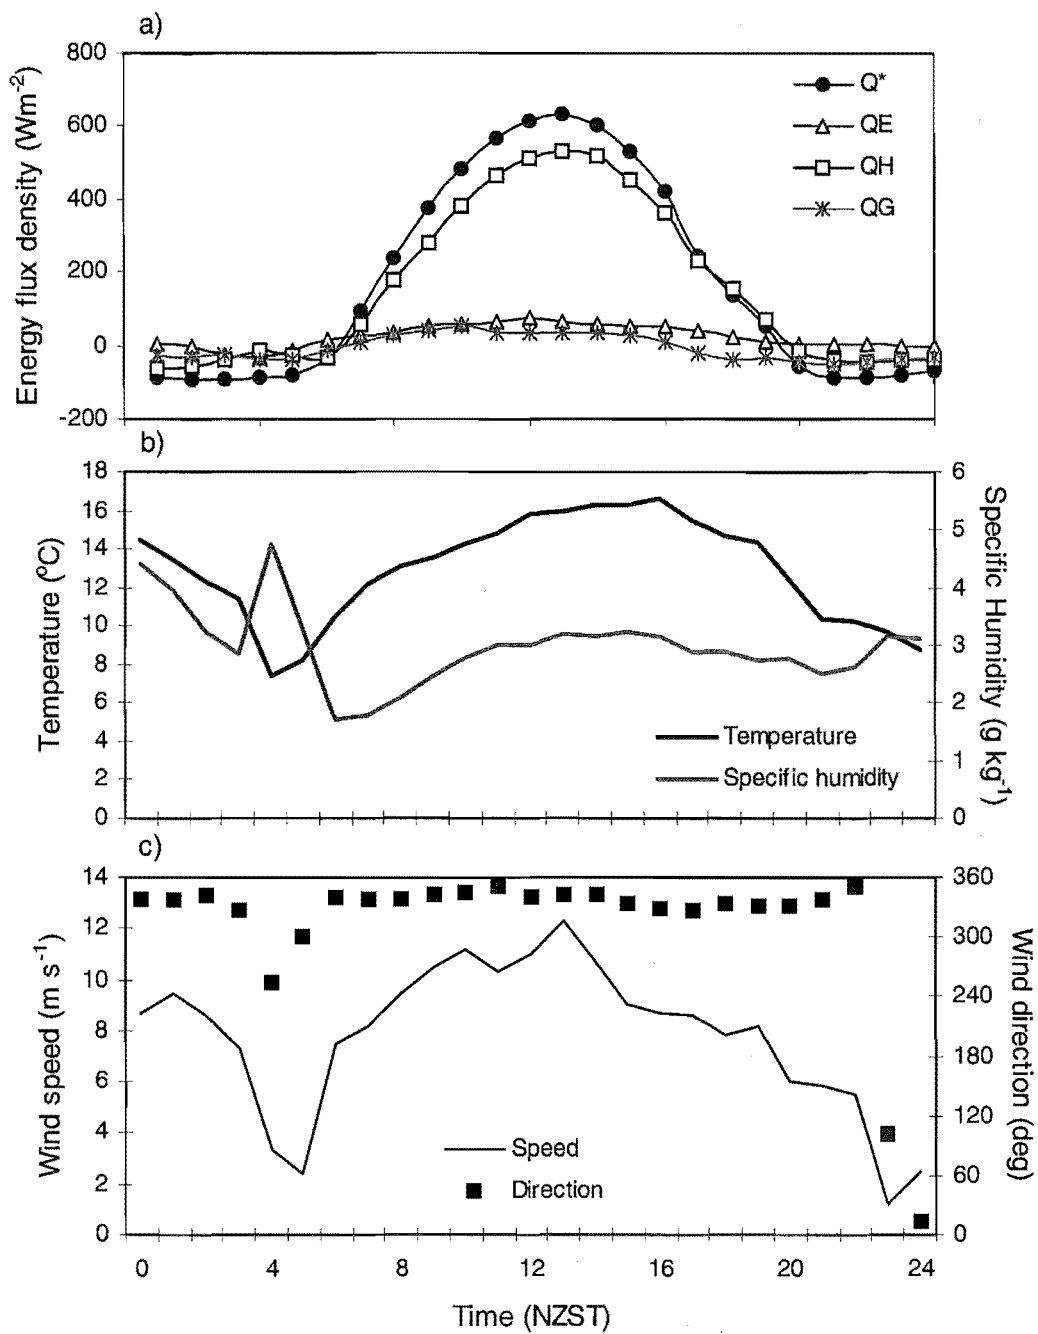 a)
Energy flux density (Wm-2)
800
600
400
200
0
-200
Q*
QE
QH
QG
b)
Temperature (ºC)
18
16
14
12
10
8
6
4
2
0
Temperature
Specific humidity
6
5
4
3
2
1
0
Specific Humidity (g kg-1)
c)
Wind speed (m s-1)
14
12
10
8
6
4
2
0
Speed
Direction
360
300
240
180
120
60
0
Wind direction (deg)
0 4 8 12 16 20 24
Time (NZST)